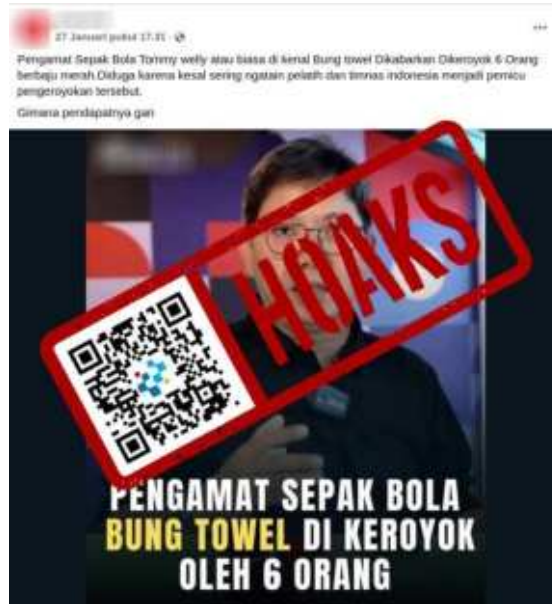 27 Januari pukul 17.31 ·
Pengamat Sepak Bola Tommy welly atau biasa di kenal Bung towel Dikabarkan Dikeroyok 6 Orang
berbaju merah.Diduga karena kesal sering ngatain pelatih dan timnas indonesia menjadi pemicu
pengeroyokan tersebut.
Gimana pendapatnya gan
HOAKS
PENGAMAT SEPAK BOLA
BUNG TOWEL DI KEROYOK
OLEH 6 ORANG